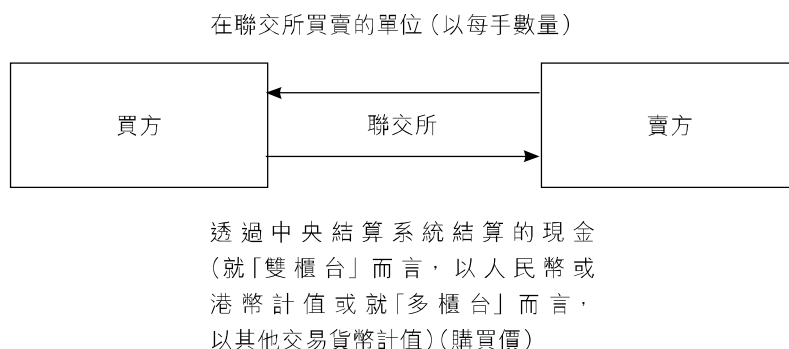 在聯交所買賣的單位（以每手數量）
買方
聯交所
賣方
透過中央結算系統結算的現金
（就「雙櫃台」而言，以人民幣或
港幣計值或就「多櫃台」而言，
以其他交易貨幣計值）（購買價）